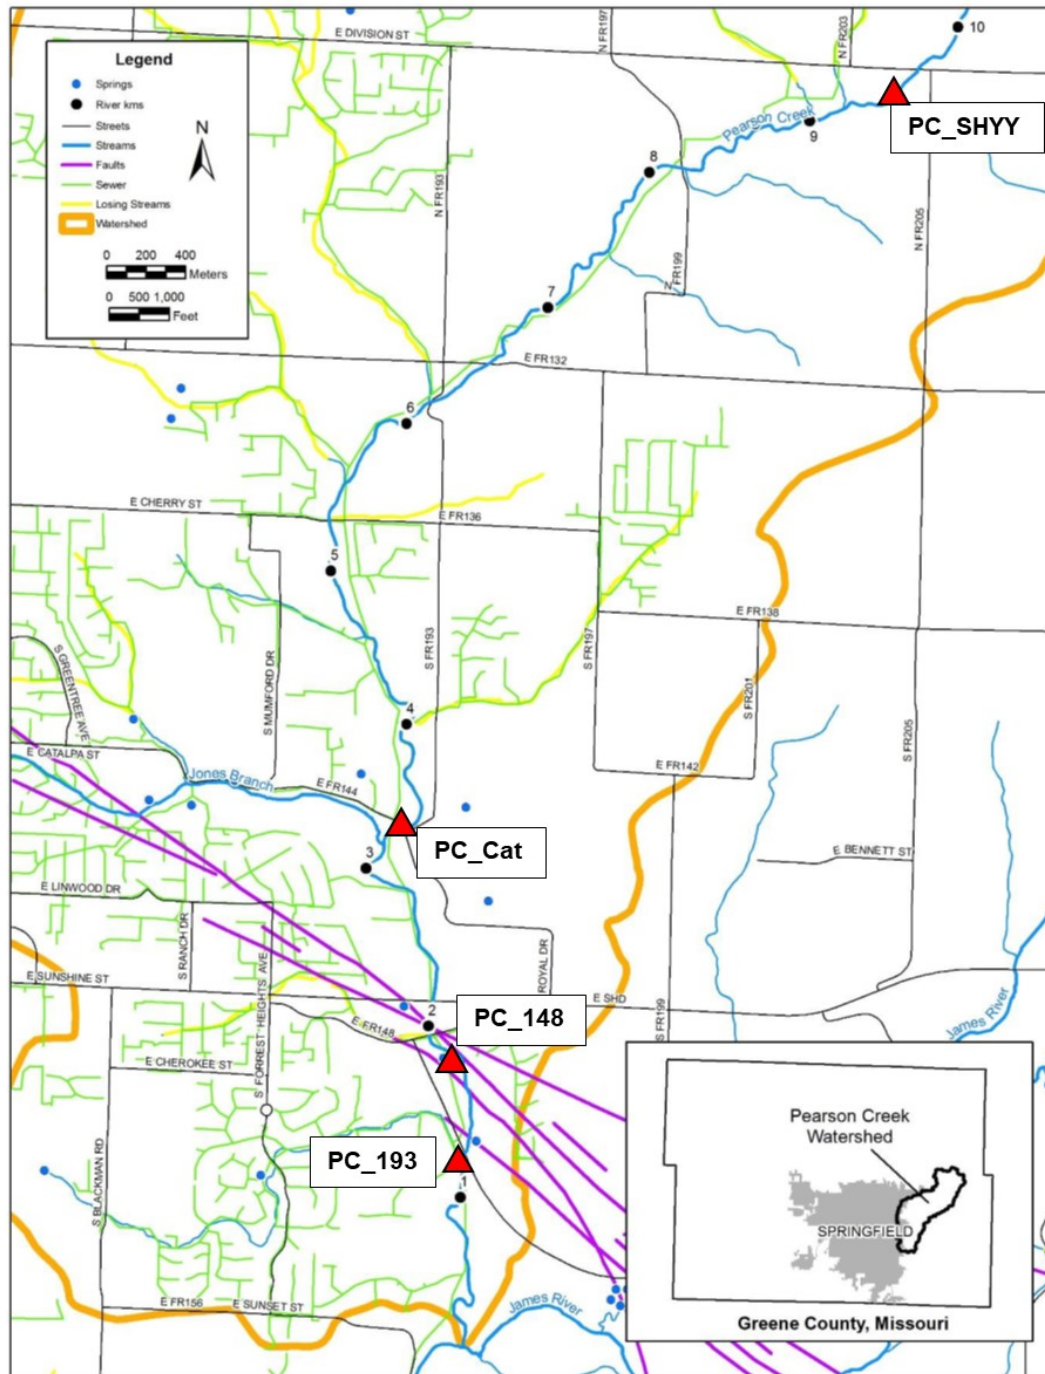 E DIVISION ST
N FR197
N FR203
10
Legend
Springs
River kms
Streets
Streams
Faults
Sewer
Losing Streams
Watershed
N
0 200 400
Meters
0 500 1,000
Feet
PC_SHYY
Pearson Creek
9
8
N FR193
N FR205
N FR199
7
E FR132
6
E CHERRY ST
E FR136
5
E FR138
S GREENTREE AVE
S MUMFORD DR
S FR193
S FR197
S FR201
4
S FR205
E CATALPA ST
Jones Branch
E FR144
E FR142
PC_Cat
3
E BENNETT ST
E LINWOOD DR
S RANCH DR
S FORREST HEIGHTS AVE
ROYAL DR
E SUNSHINE ST
E SHD
S FR199
James River
2
PC_148
E FR148
E CHEROKEE ST
PC_193
1
S BLACKMAN RD
E FR156
E SUNSET ST
James River
Pearson Creek
Watershed
SPRINGFIELD
Greene County, Missouri